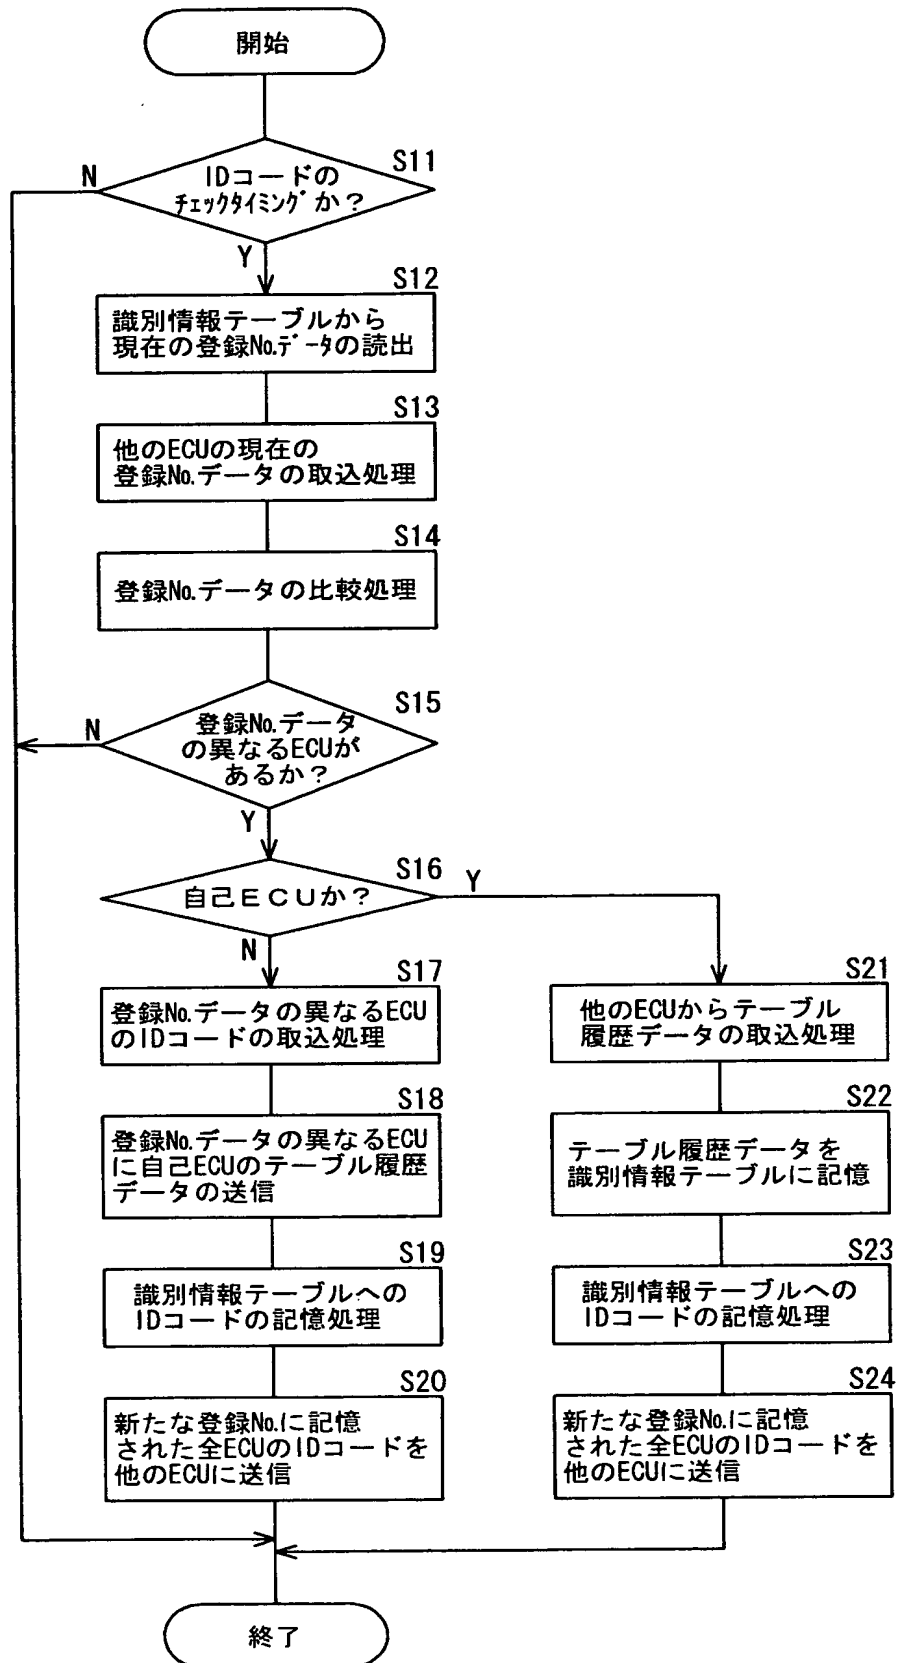 開始
S11
N
IDコードの
チェックタイミングか？
Y
S12
識別情報テーブルから
現在の登録No.データの読出
S13
他のECUの現在の
登録No.データの取込処理
S14
登録No.データの比較処理
S15
N
登録No.データ
の異なるECUが
あるか？
Y
S16
自己ECUか？
Y
N
S17
登録No.データの異なるECU
のIDコードの取込処理
S18
登録No.データの異なるECU
に自己ECUのテーブル履歴
データの送信
S19
識別情報テーブルへの
IDコードの記憶処理
S20
新たな登録No.に記憶
された全ECUのIDコードを
他のECUに送信
S21
他のECUからテーブル
履歴データの取込処理
S22
テーブル履歴データを
識別情報テーブルに記憶
S23
識別情報テーブルへの
IDコードの記憶処理
S24
新たな登録No.に記憶
された全ECUのIDコードを
他のECUに送信
終了